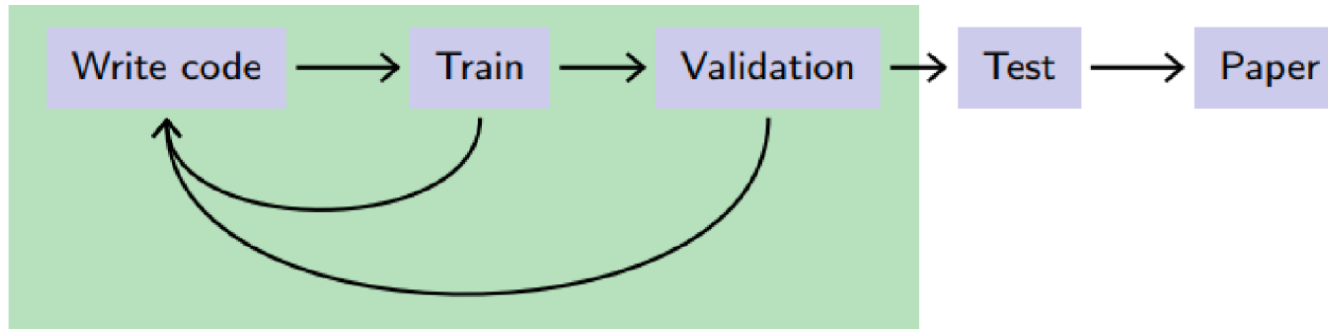 Write code
Train
Validation
Test
Paper